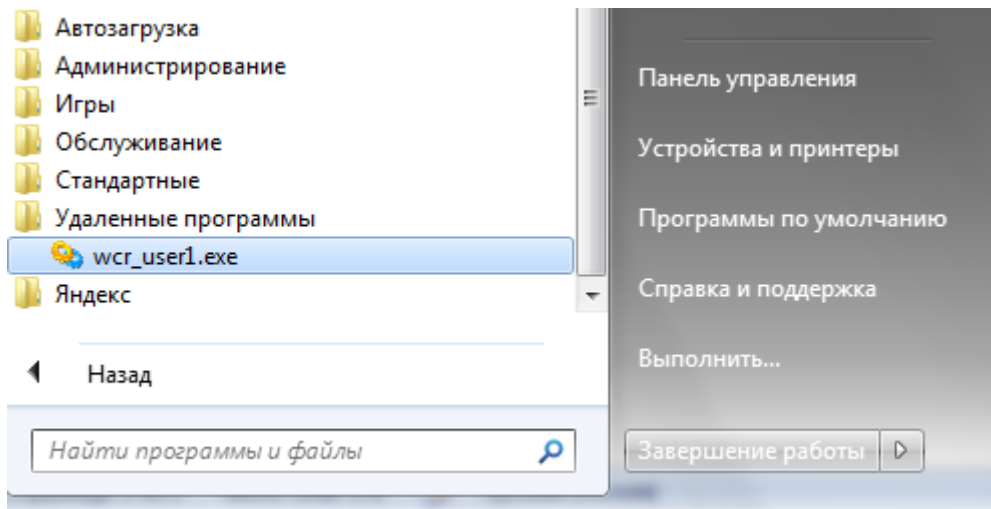 Автозагрузка
Администрирование
Игры
Обслуживание
Стандартные
Удаленные программы
wcr_user1.exe
Яндекс
Назад
Найти программы и файлы
Панель управления
Устройства и принтеры
Программы по умолчанию
Справка и поддержка
Выполнить...
Завершение работы